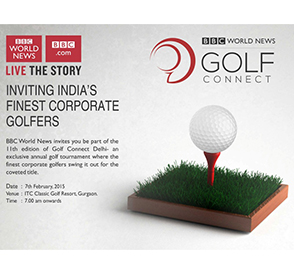 BBC
WORLD
NEWS
BBC
.com
LIVE THE STORY
INVITING INDIA'S
FINEST CORPORATE
GOLFERS
BBC World News invites you be part of the
11th edition of Golf Connect Delhi- an
exclusive annual golf tournament where the
finest corporate golfers swing it out for the
coveted title.
Date : 7th February, 2015
Venue : ITC Classic Golf Resort, Gurgaon.
Time : 7:00 am onwards
BBC WORLD NEWS
GOLF
CONNECT